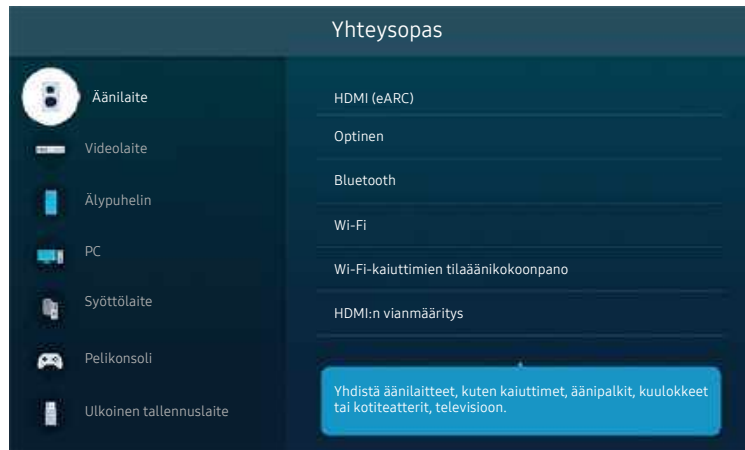 Yhteysopas
Äänilaite
Videolaite
Älypuhelin
PC
Syöttölaite
Pelikonsoli
Ulkoinen tallennuslaite
HDMI (eARC)
Optinen
Bluetooth
Wi-Fi
Wi-Fi-kaiuttimien tilaäänikokoonpano
HDMI:n vianmääritys
Yhdistä äänilaitteet, kuten kaiuttimet, äänipalkit, kuulokkeet
tai kotiteatterit, televisioon.